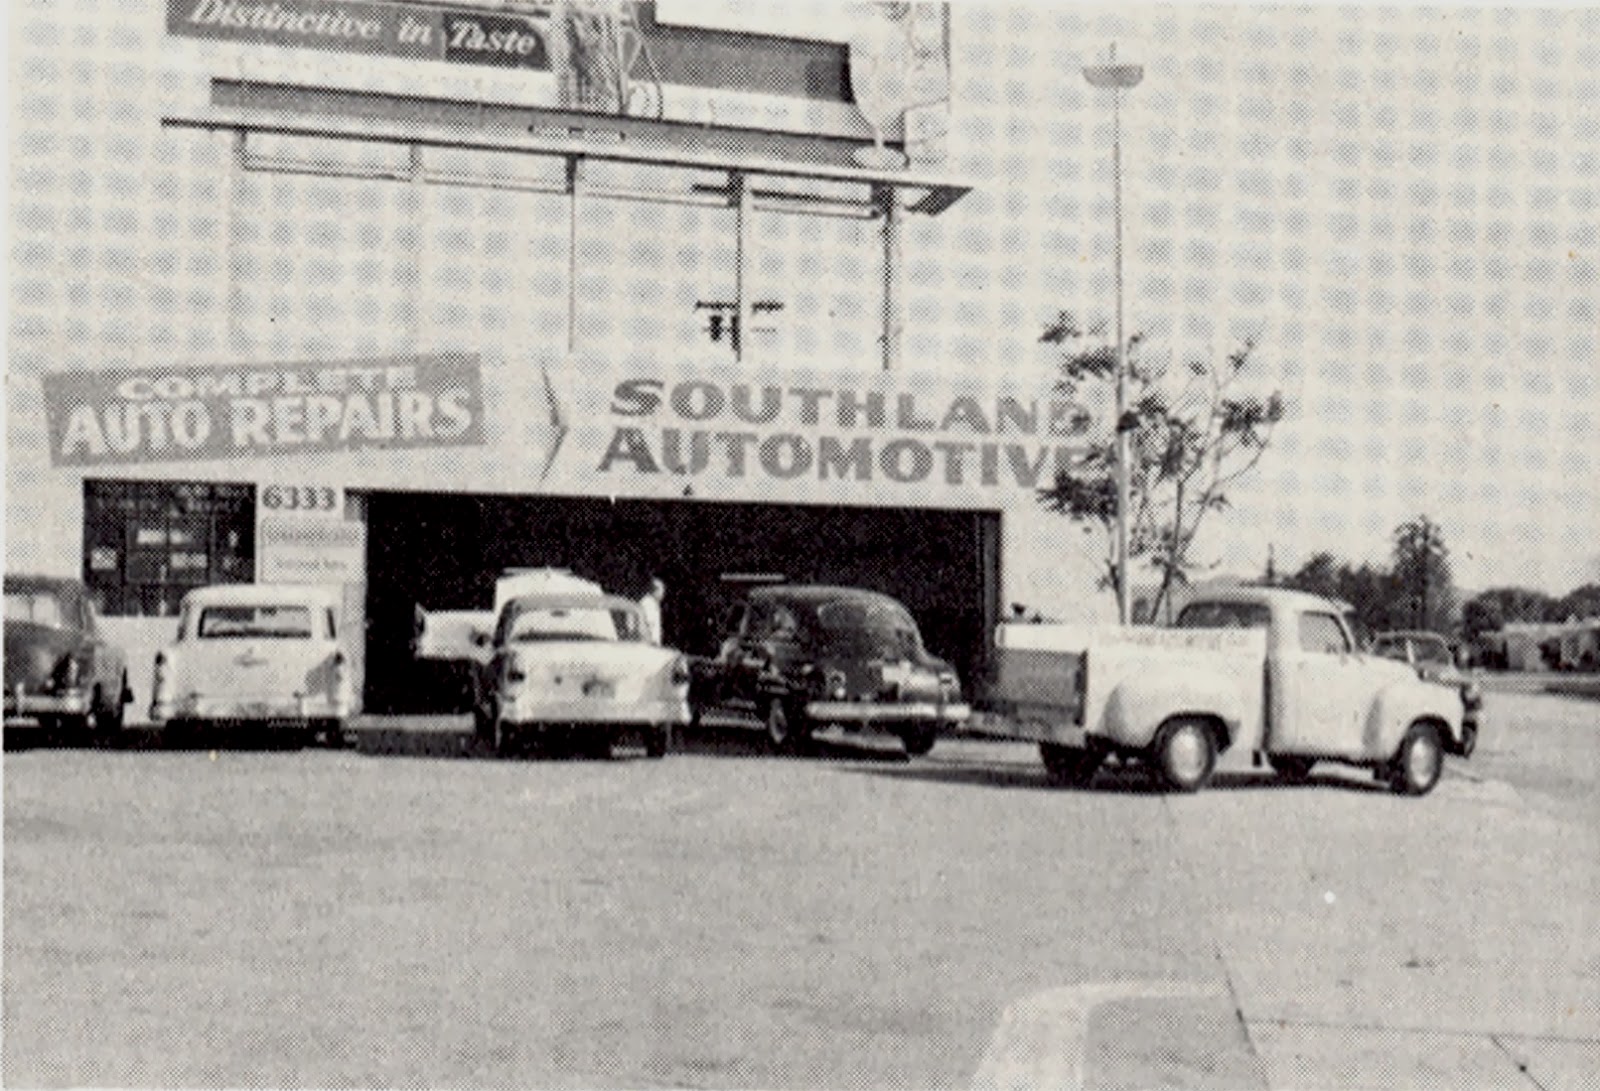 Distinctive in Taste
COMPLETE
AUTO REPAIRS
SOUTHLAND
AUTOMOTIVE
6333